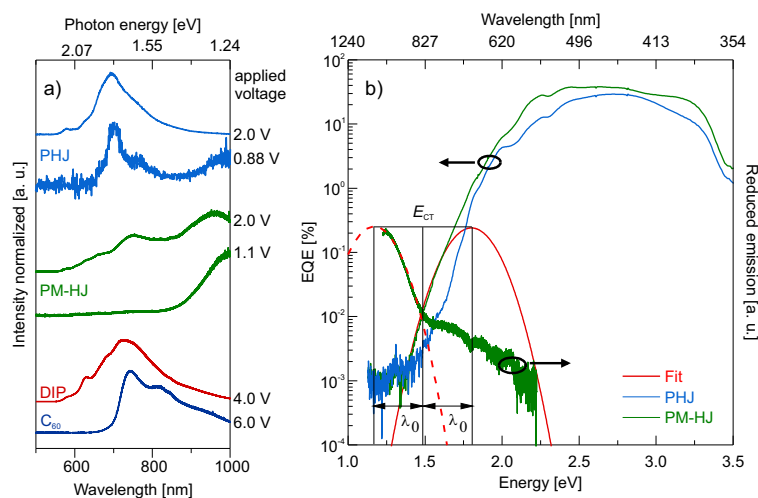 Photon energy [eV]
2.07 1.55 1.24
a)
applied
voltage
2.0 V
PHJ
0.88 V
2.0 V
1.1 V
PM-HJ
DIP
4.0 V
C60
6.0 V
Intensity normalized [a. u.]
600 800 1000
Wavelength [nm]
Wavelength [nm]
1240 827 620 496 413 354
b)
10^2
10^1
10^0
10^-1
10^-2
10^-3
10^-4
EQE [%]
Reduced emission [a. u.]
E_CT
λ0 λ0
Fit
PHJ
PM-HJ
1.0 1.5 2.0 2.5 3.0 3.5
Energy [eV]